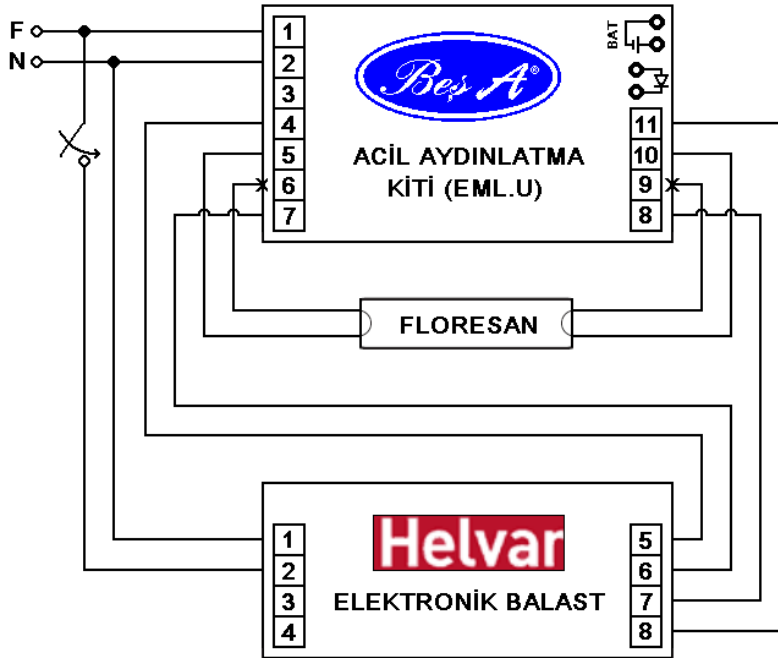 F
N
1
2
3
4
5
6
7
Beş A®
BAT
ACİL AYDINLATMA
KİTİ (EML.U)
11
10
9
8
FLORESAN
1
2
3
4
Helvar
ELEKTRONİK BALAST
5
6
7
8